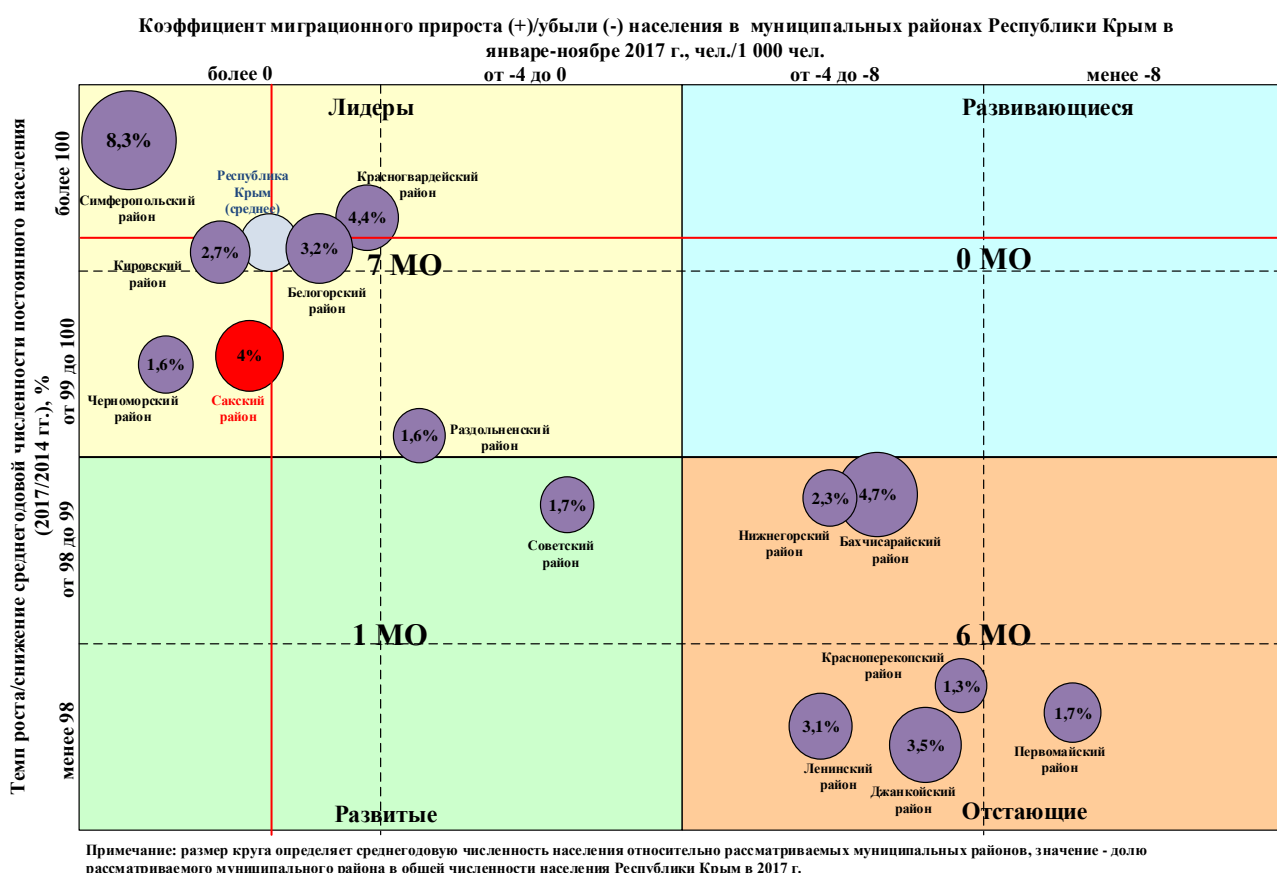 Коэффициент миграционного прироста (+)/убыли (-) населения в муниципальных районах Республики Крым в
январе-ноябре 2017 г., чел./1 000 чел.
более 0
от -4 до 0
от -4 до -8
менее -8
Темп роста/снижение среднегодовой численности постоянного населения
(2017/2014 гг.), %
более 100
от 99 до 100
от 98 до 99
менее 98
Лидеры
Развивающиеся
8,3%
Симферопольский
район
Республика
Крым
(среднее)
Красногвардейский
район
4,4%
2,7%
3,2%
Кировский
район
7 МО
0 МО
Белогорский
район
1,6%
4%
Черноморский
район
Сакский
район
1,6%
Раздольненский
район
1,7%
Советский
район
2,3%
4,7%
Нижнегорский
район
Бахчисарайский
район
1 МО
6 МО
Красноперекопский
район
1,3%
3,1%
3,5%
1,7%
Ленинский
район
Джанкойский
район
Первомайский
район
Развитые
Отстающие
Примечание: размер круга определяет среднегодовую численность населения относительно рассматриваемых муниципальных районов, значение - долю
рассматриваемого муниципального района в общей численности населения Республики Крым в 2017 г.